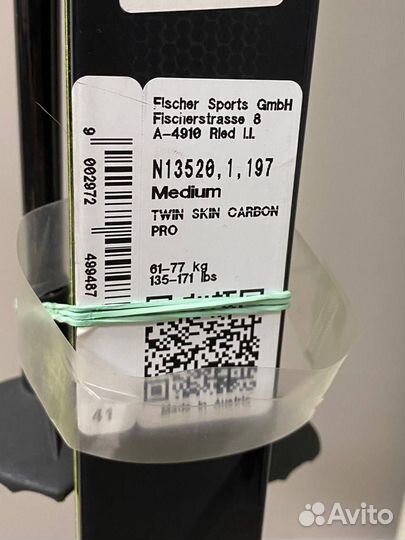 Fischer Sports GmbH
Fischerstrasse 8
A-4910 Ried I.I.
N13520,1,197
Medium
TWIN SKIN CARBON
PRO
61-77 kg
135-171 lbs
9 002972 499487
41
Made in Austria
Avito